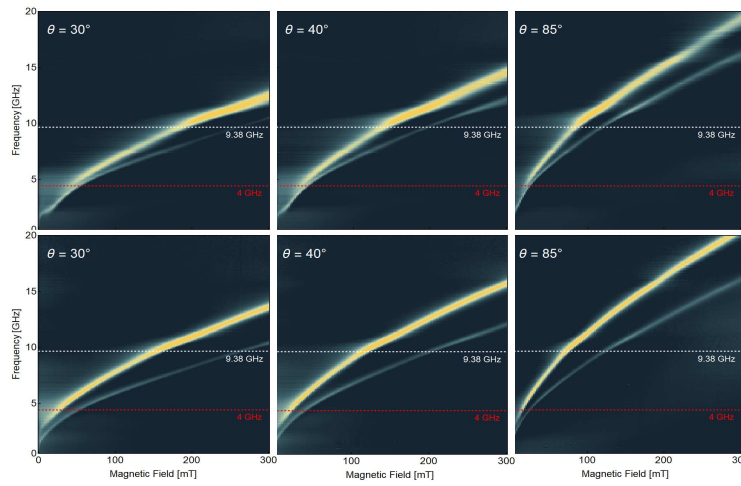 20
θ = 30°
θ = 40°
θ = 85°
15
Frequency [GHz]
10
9.38 GHz
9.38 GHz
9.38 GHz
5
4 GHz
4 GHz
4 GHz
0
20
θ = 30°
θ = 40°
θ = 85°
15
Frequency [GHz]
10
9.38 GHz
9.38 GHz
9.38 GHz
5
4 GHz
4 GHz
4 GHz
0 100 200 300
100 200 300
100 200 300
Magnetic Field [mT]
Magnetic Field [mT]
Magnetic Field [mT]